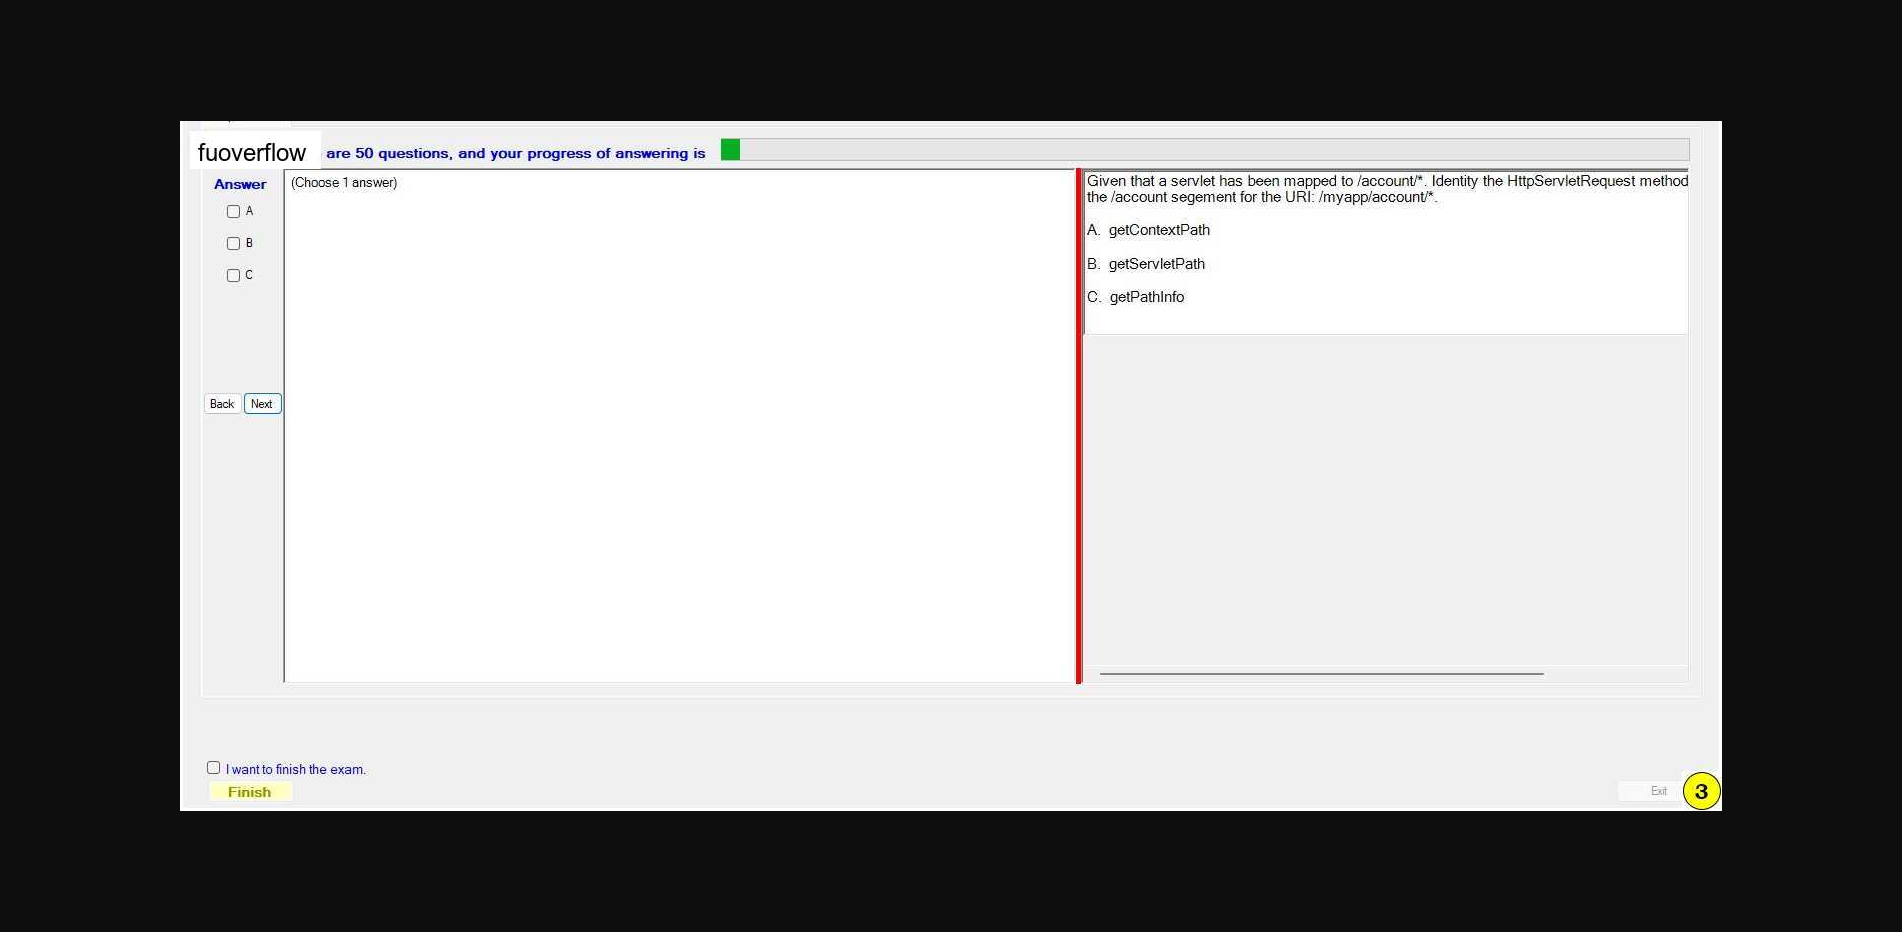 fuoverflow are 50 questions, and your progress of answering is
Answer
A
B
C
Back Next
(Choose 1 answer)
Given that a servlet has been mapped to /account/*. Identity the HttpServletRequest method
the /account segement for the URI: /myapp/account/*.
A. getContextPath
B. getServletPath
C. getPathInfo
I want to finish the exam.
Finish
Exit
3